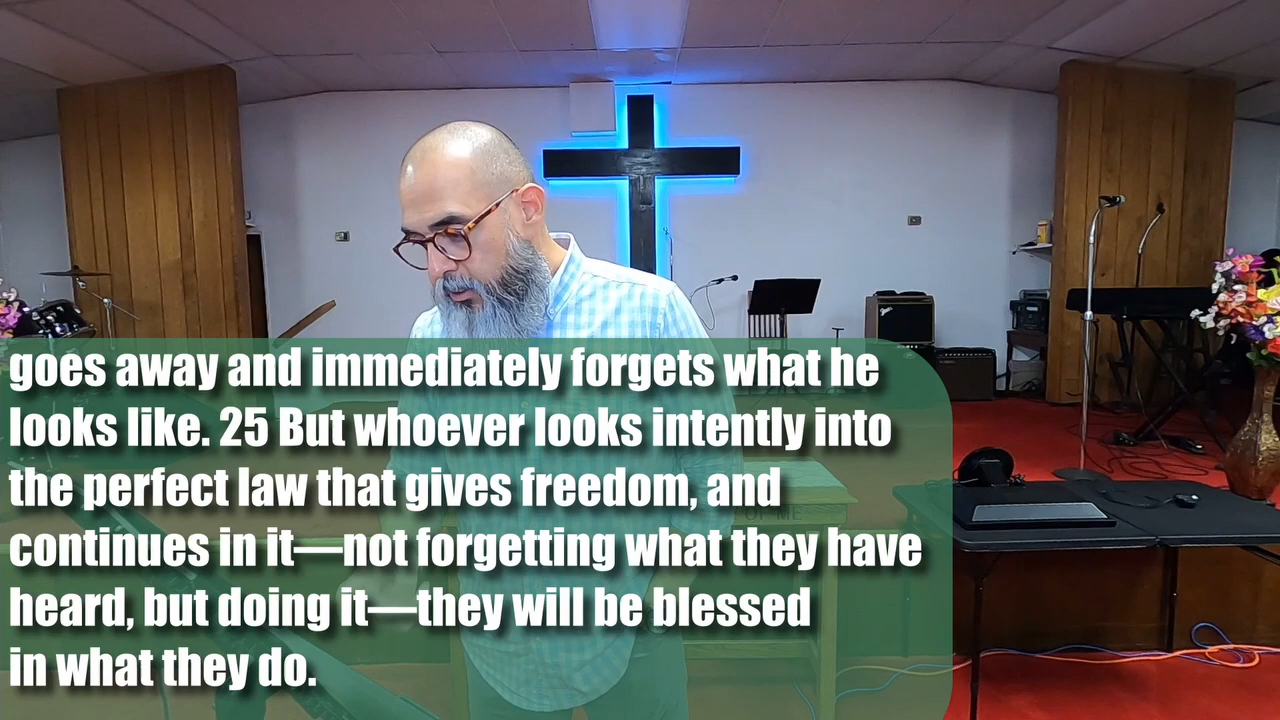 goes away and immediately forgets what he
looks like. 25 But whoever looks intently into
the perfect law that gives freedom, and
continues in it—not forgetting what they have
heard, but doing it—they will be blessed
in what they do.
OF ME